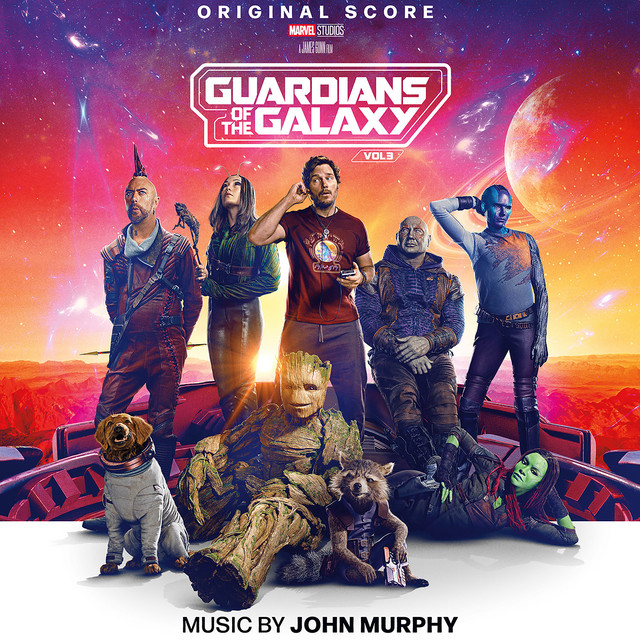 ORIGINAL SCORE
MARVEL STUDIOS
A JAMES GUNN FILM
GUARDIANS
OF THE GALAXY
VOL 3
MUSIC BY JOHN MURPHY